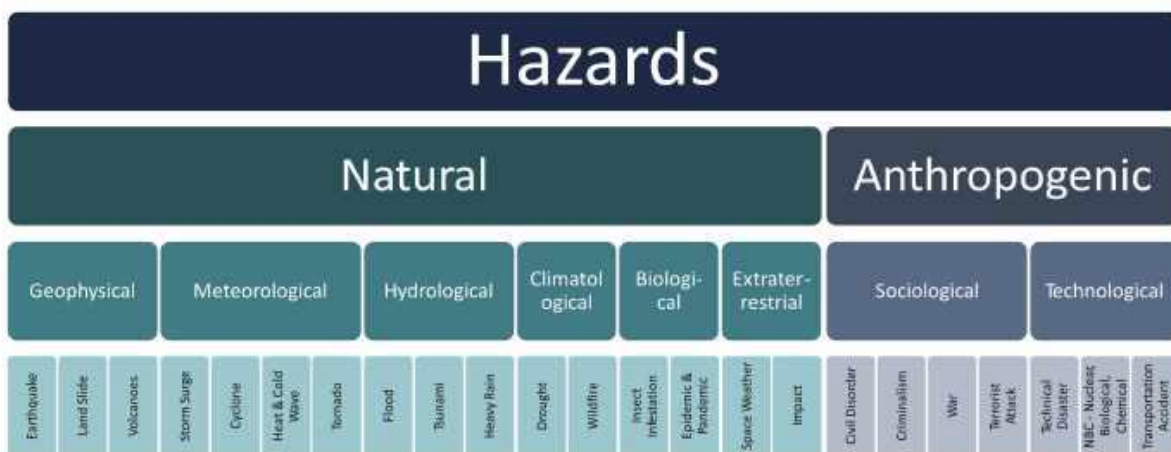 Hazards
Natural
Anthropogenic
Geophysical
Meteorological
Hydrological
Climatol
ogical
Biologi-
cal
Extrater-
restrial
Sociological
Technological
Earthquake
Land Slide
Volcanoes
Storm Surge
Cyclone
Heat & Cold
Wave
Tornado
Flood
Tsunami
Heavy Rain
Drought
Wildfire
Insect
Infestation
Epidemic &
Pandemic
Space Weather
Impact
Civil Disorder
Criminalism
War
Terrorist
Attack
Technical
Disaster
NBC - Nuclear,
Biological,
Chemical
Transportation
Accident